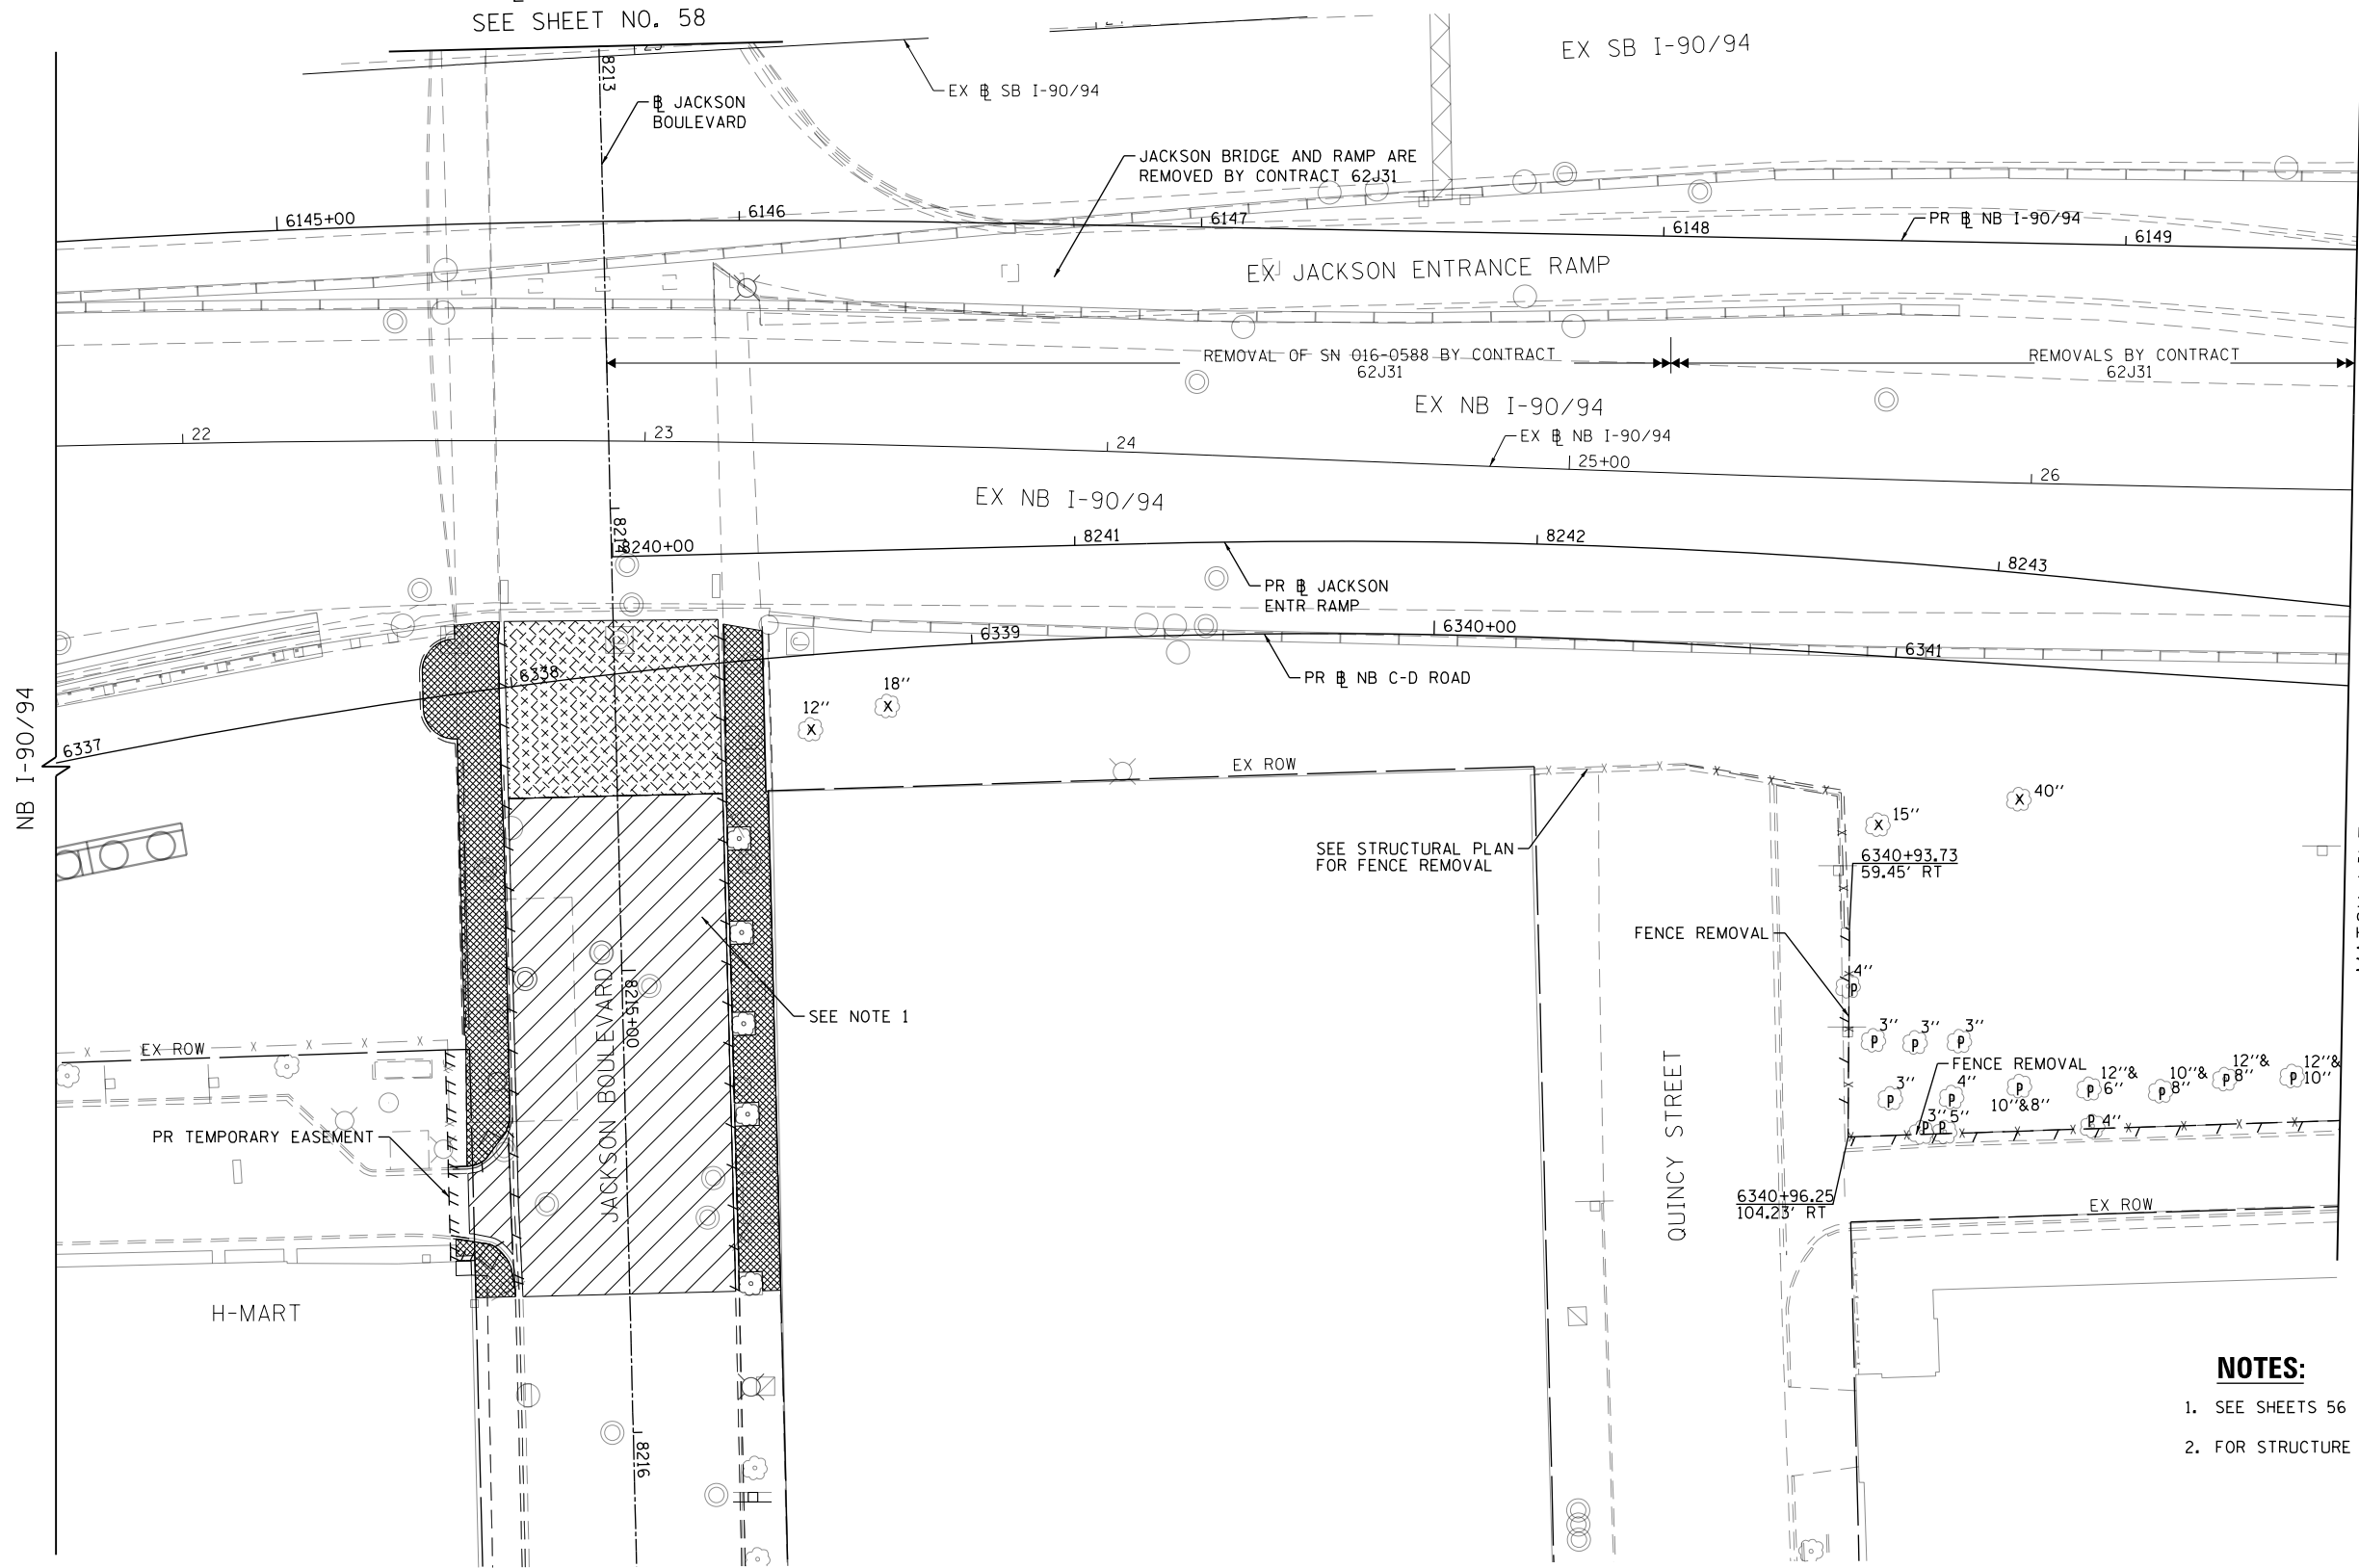 SEE SHEET NO. 58
EX SB I-90/94
8213
EX ⅊ SB I-90/94
⅊ JACKSON
BOULEVARD
JACKSON BRIDGE AND RAMP ARE
REMOVED BY CONTRACT 62J31
6145+00
6146
6147
6148
PR ⅊ NB I-90/94
6149
EX JACKSON ENTRANCE RAMP
REMOVAL OF SN 016-0588 BY CONTRACT
62J31
REMOVALS BY CONTRACT
62J31
EX NB I-90/94
22
23
24
EX ⅊ NB I-90/94
25+00
26
EX NB I-90/94
8214
8240+00
8241
8242
8243
PR ⅊ JACKSON
ENTR RAMP
6339
6340+00
6341
6338
PR ⅊ NB C-D ROAD
NB I-90/94
6337
12''
18''
EX ROW
15''
40''
SEE STRUCTURAL PLAN
FOR FENCE REMOVAL
6340+93.73
59.45' RT
FENCE REMOVAL
4''
SEE NOTE 1
JACKSON BOULEVARD
8215+00
EX ROW
3''
3''
3''
FENCE REMOVAL
3''
4''
10''&8''
12''&
6''
10''&
8''
12''&
8''
12''&
10''
3''
5''
4''
PR TEMPORARY EASEMENT
QUINCY STREET
6340+96.25
104.23' RT
EX ROW
H-MART
8216
NOTES:
1. SEE SHEETS 56
2. FOR STRUCTURE